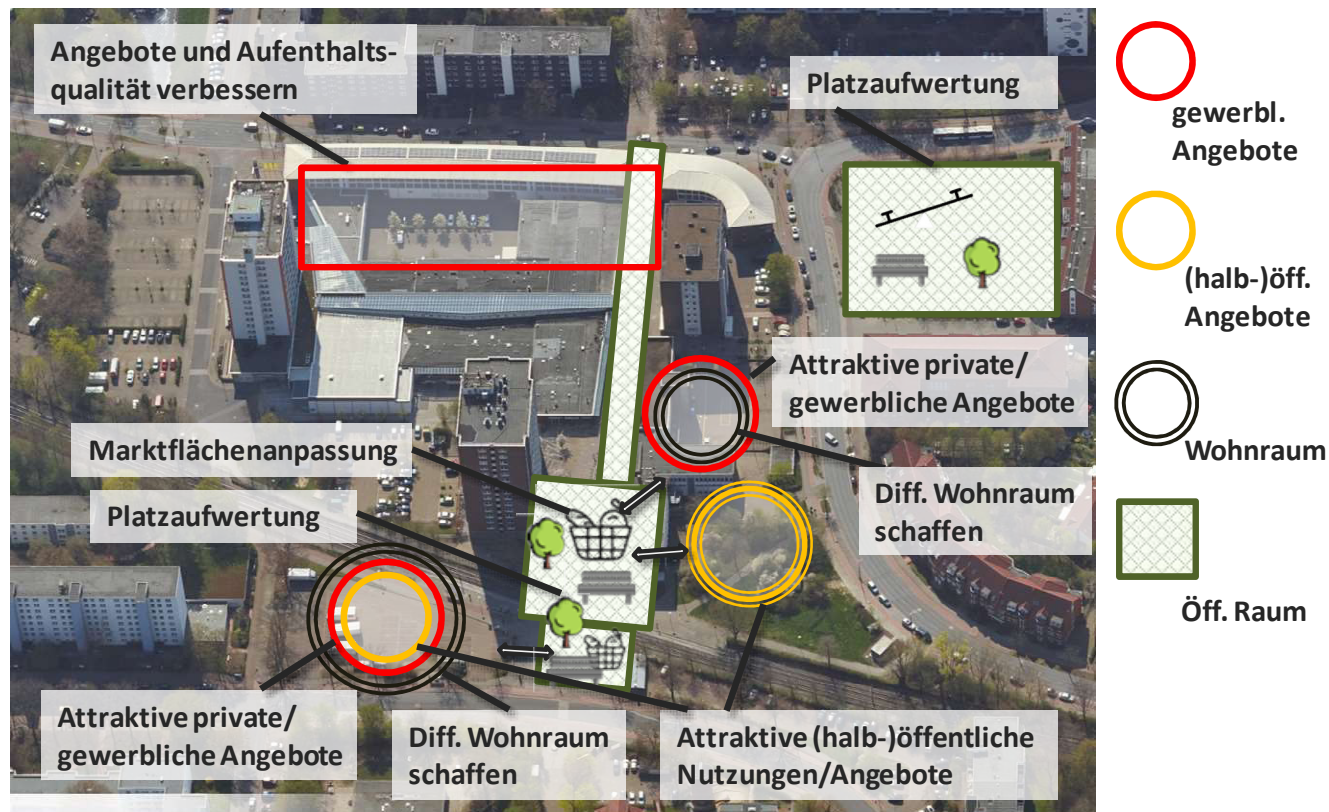 Angebote und Aufenthalts-
qualität verbessern
Platzaufwertung
Attraktive private/
gewerbliche Angebote
Marktflächenanpassung
Platzaufwertung
Diff. Wohnraum
schaffen
Attraktive private/
gewerbliche Angebote
Diff. Wohnraum
schaffen
Attraktive (halb-)öffentliche
Nutzungen/Angebote
gewerbl.
Angebote
(halb-)öff.
Angebote
Wohnraum
Öff. Raum